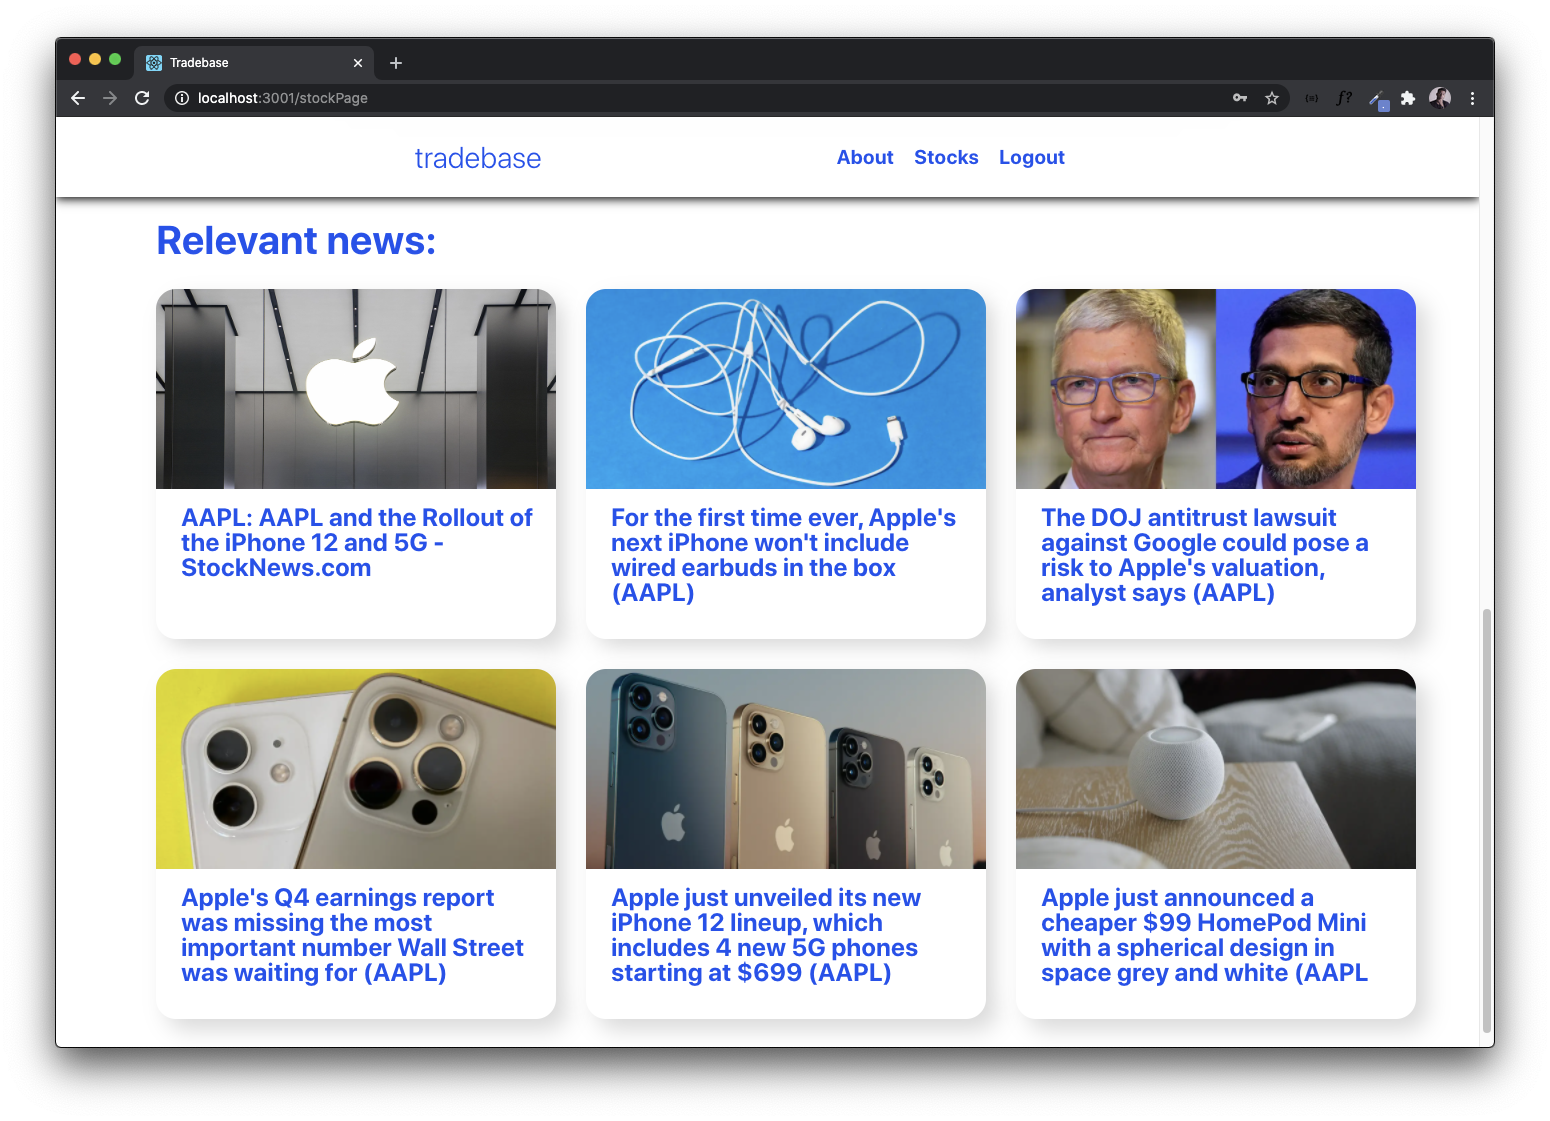 Tradebase
localhost:3001/stockPage
f?
tradebase
About Stocks Logout
Relevant news:
AAPL: AAPL and the Rollout of
the iPhone 12 and 5G -
StockNews.com
For the first time ever, Apple's
next iPhone won't include
wired earbuds in the box
(AAPL)
The DOJ antitrust lawsuit
against Google could pose a
risk to Apple's valuation,
analyst says (AAPL)
Apple's Q4 earnings report
was missing the most
important number Wall Street
was waiting for (AAPL)
Apple just unveiled its new
iPhone 12 lineup, which
includes 4 new 5G phones
starting at $699 (AAPL)
Apple just announced a
cheaper $99 HomePod Mini
with a spherical design in
space grey and white (AAPL